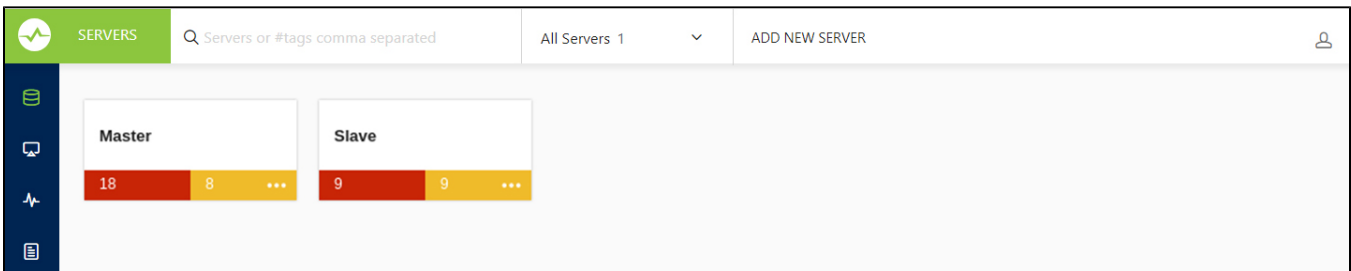 SERVERS
Servers or #tags comma separated
All Servers 1
ADD NEW SERVER
Master
Slave
18
8
9
9